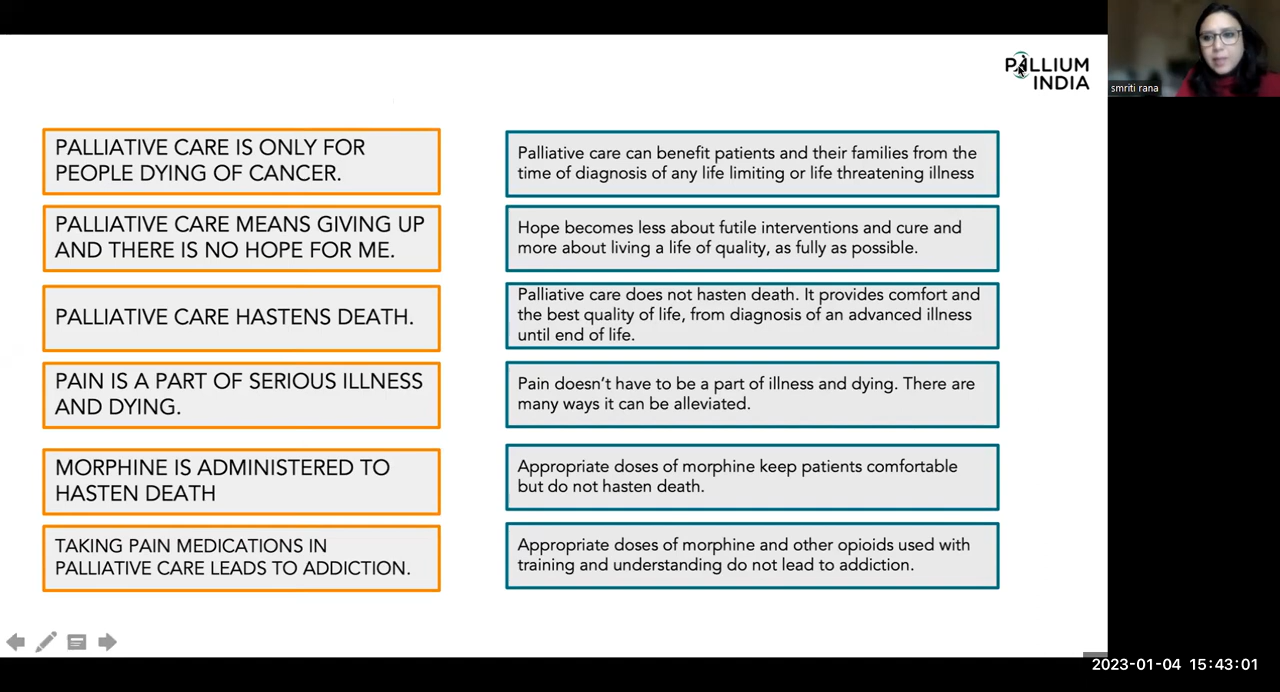 PALLIUM
INDIA
smriti rana
PALLIATIVE CARE IS ONLY FOR
PEOPLE DYING OF CANCER.
Palliative care can benefit patients and their families from the
time of diagnosis of any life limiting or life threatening illness
PALLIATIVE CARE MEANS GIVING UP
AND THERE IS NO HOPE FOR ME.
Hope becomes less about futile interventions and cure and
more about living a life of quality, as fully as possible.
PALLIATIVE CARE HASTENS DEATH.
Palliative care does not hasten death. It provides comfort and
the best quality of life, from diagnosis of an advanced illness
until end of life.
PAIN IS A PART OF SERIOUS ILLNESS
AND DYING.
Pain doesn’t have to be a part of illness and dying. There are
many ways it can be alleviated.
MORPHINE IS ADMINISTERED TO
HASTEN DEATH
Appropriate doses of morphine keep patients comfortable
but do not hasten death.
TAKING PAIN MEDICATIONS IN
PALLIATIVE CARE LEADS TO ADDICTION.
Appropriate doses of morphine and other opioids used with
training and understanding do not lead to addiction.
2023-01-04 15:43:01